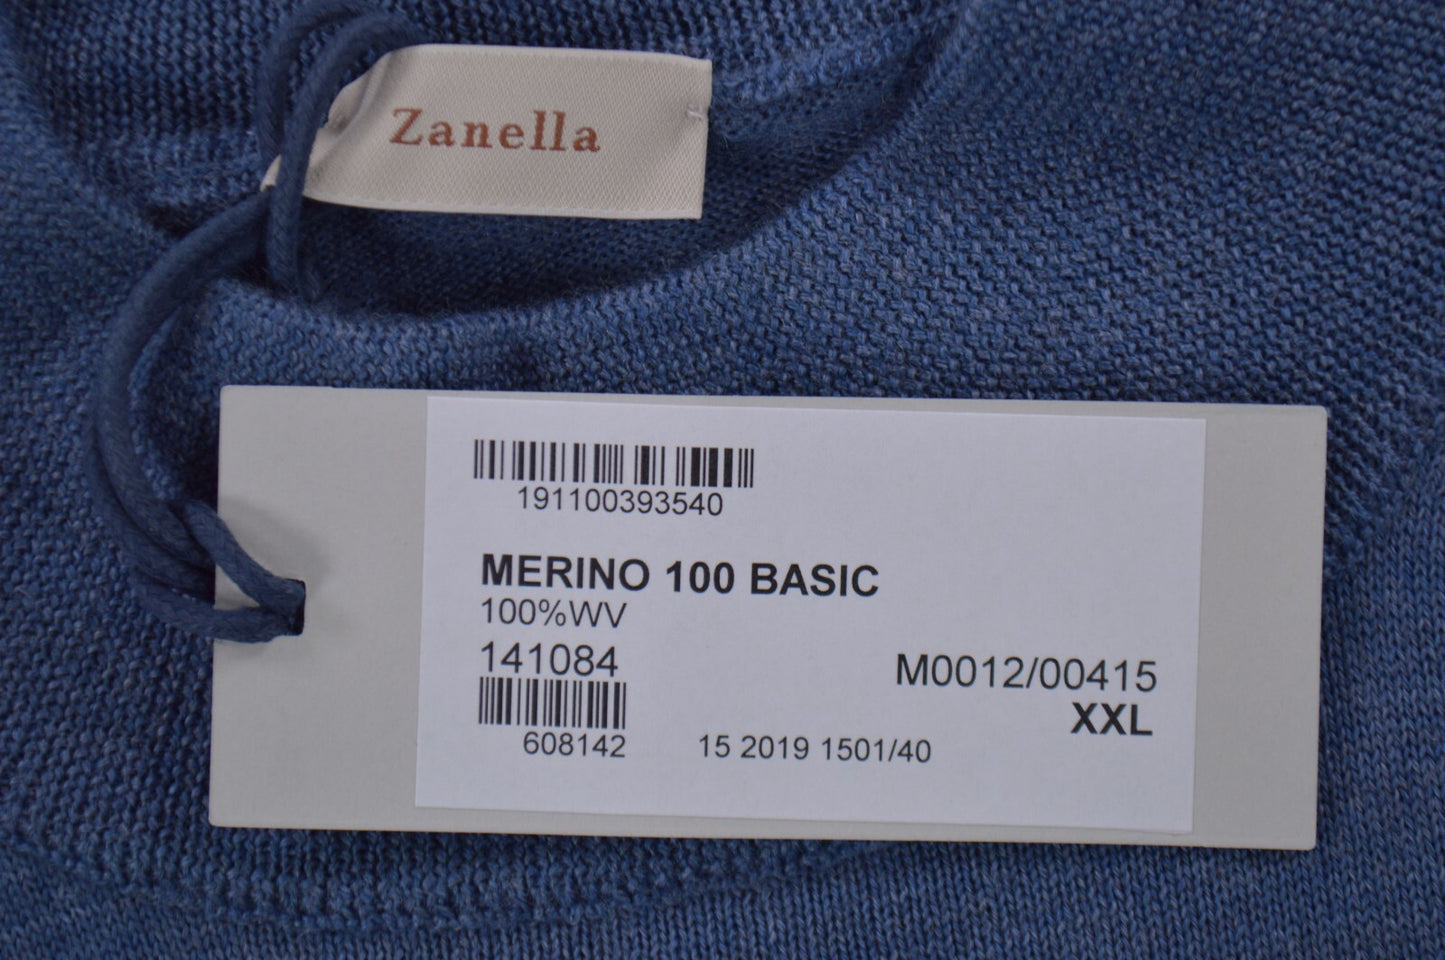 Zanella
191100393540
MERINO 100 BASIC
100%WV
141084
M0012/00415
XXL
608142
15 2019 1501/40